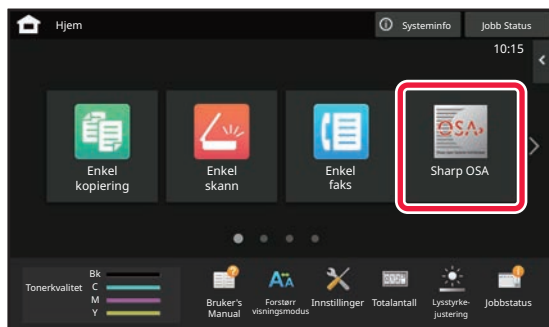 Hjem
Systeminfo
Jobb Status
10:15
Enkel
kopiering
Enkel
skann
Enkel
faks
OSA
Sharp OSA
Tonerkvalitet
Bk
C
M
Y
Bruker's
Manual
Forstørr
visningsmodus
Innstillinger
Totalantall
Lysstyrke-
justering
Jobbstatus